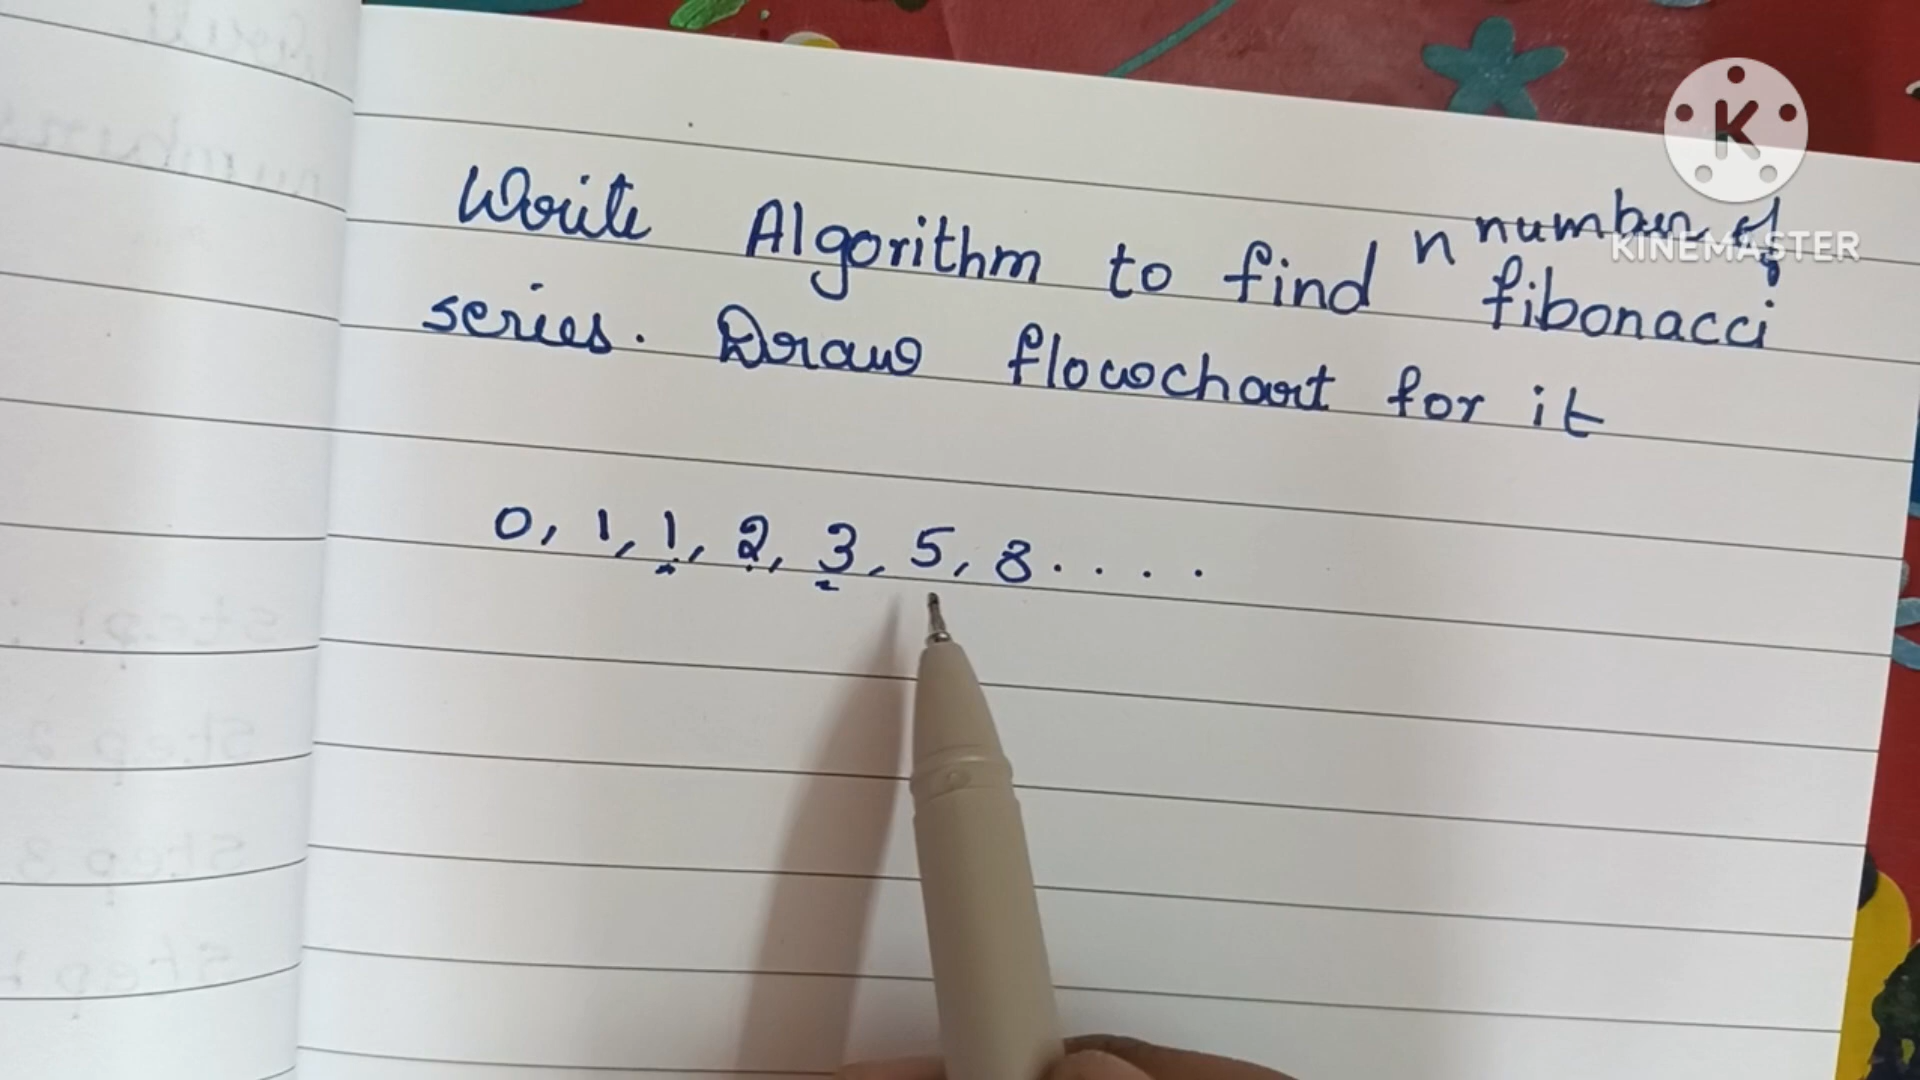 Write Algorithm to find n number of
fibonacci
series. Draw flowchart for it
0, 1, 1, 2, 3, 5, 8 . . . .
K
KINEMASTER